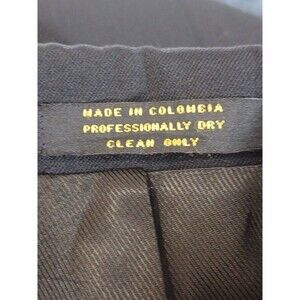 MADE IN COLOMBIA
PROFESSIONALLY DRY
CLEAN ONLY